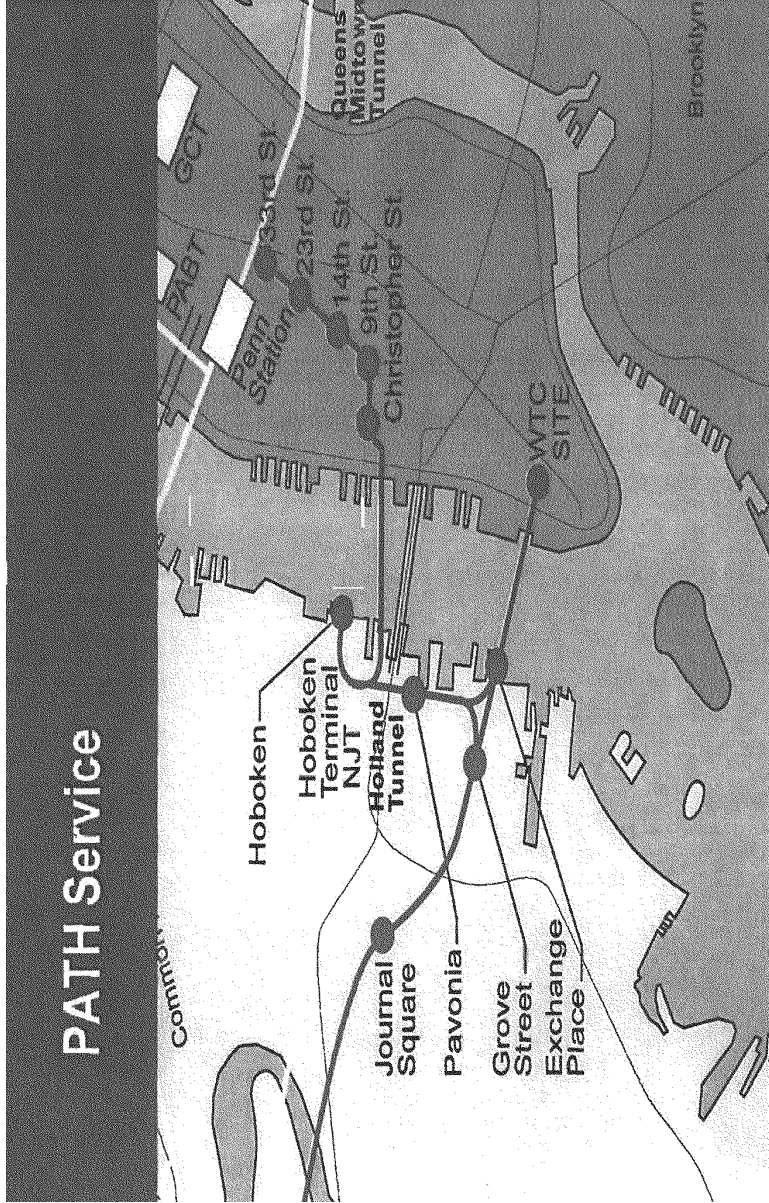 PATH Service
Common
GCT
PABT
Penn
Station
33rd St.
23rd St.
14th St.
9th St.
Christopher St.
Queens
Midtown
Tunnel
Brooklyn
Hoboken
Hoboken
Terminal
NJT
Holland
Tunnel
WTC
SITE
Journal
Square
Pavonia
Grove
Street
Exchange
Place